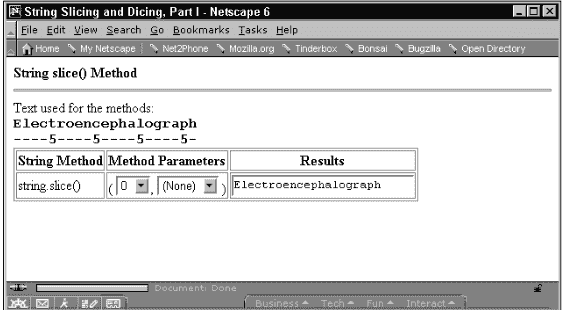 String Slicing and Dicing, Part I - Netscape 6
File Edit View Search Go Bookmarks Tasks Help
Home My Netscape Net2Phone Mozilla.org Tinderbox Bonsai Bugzilla Open Directory
String slice() Method
Text used for the methods:
Electroencephalograph
----5----5----5----5-
String Method Method Parameters Results
string.slice() ( 0 , (None) ) Electroencephalograph
Document: Done
Business Tech Fun Interact